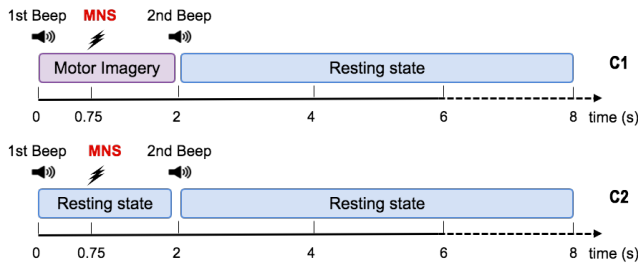 1st Beep MNS 2nd Beep
Motor Imagery Resting state C1
0 0.75 2 4 6 8 time (s)
1st Beep MNS 2nd Beep
Resting state Resting state C2
0 0.75 2 4 6 8 time (s)